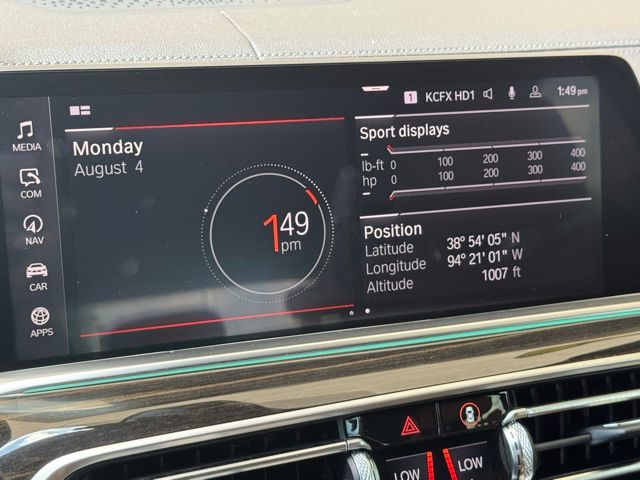 1 KCFX HD1 1:49 pm
MEDIA
COM
NAV
CAR
APPS
Monday
August 4
149
pm
Sport displays
lb-ft 0 100 200 300 400
hp 0 100 200 300 400
Position
Latitude 38° 54' 05" N
Longitude 94° 21' 01" W
Altitude 1007 ft
LOW LOW